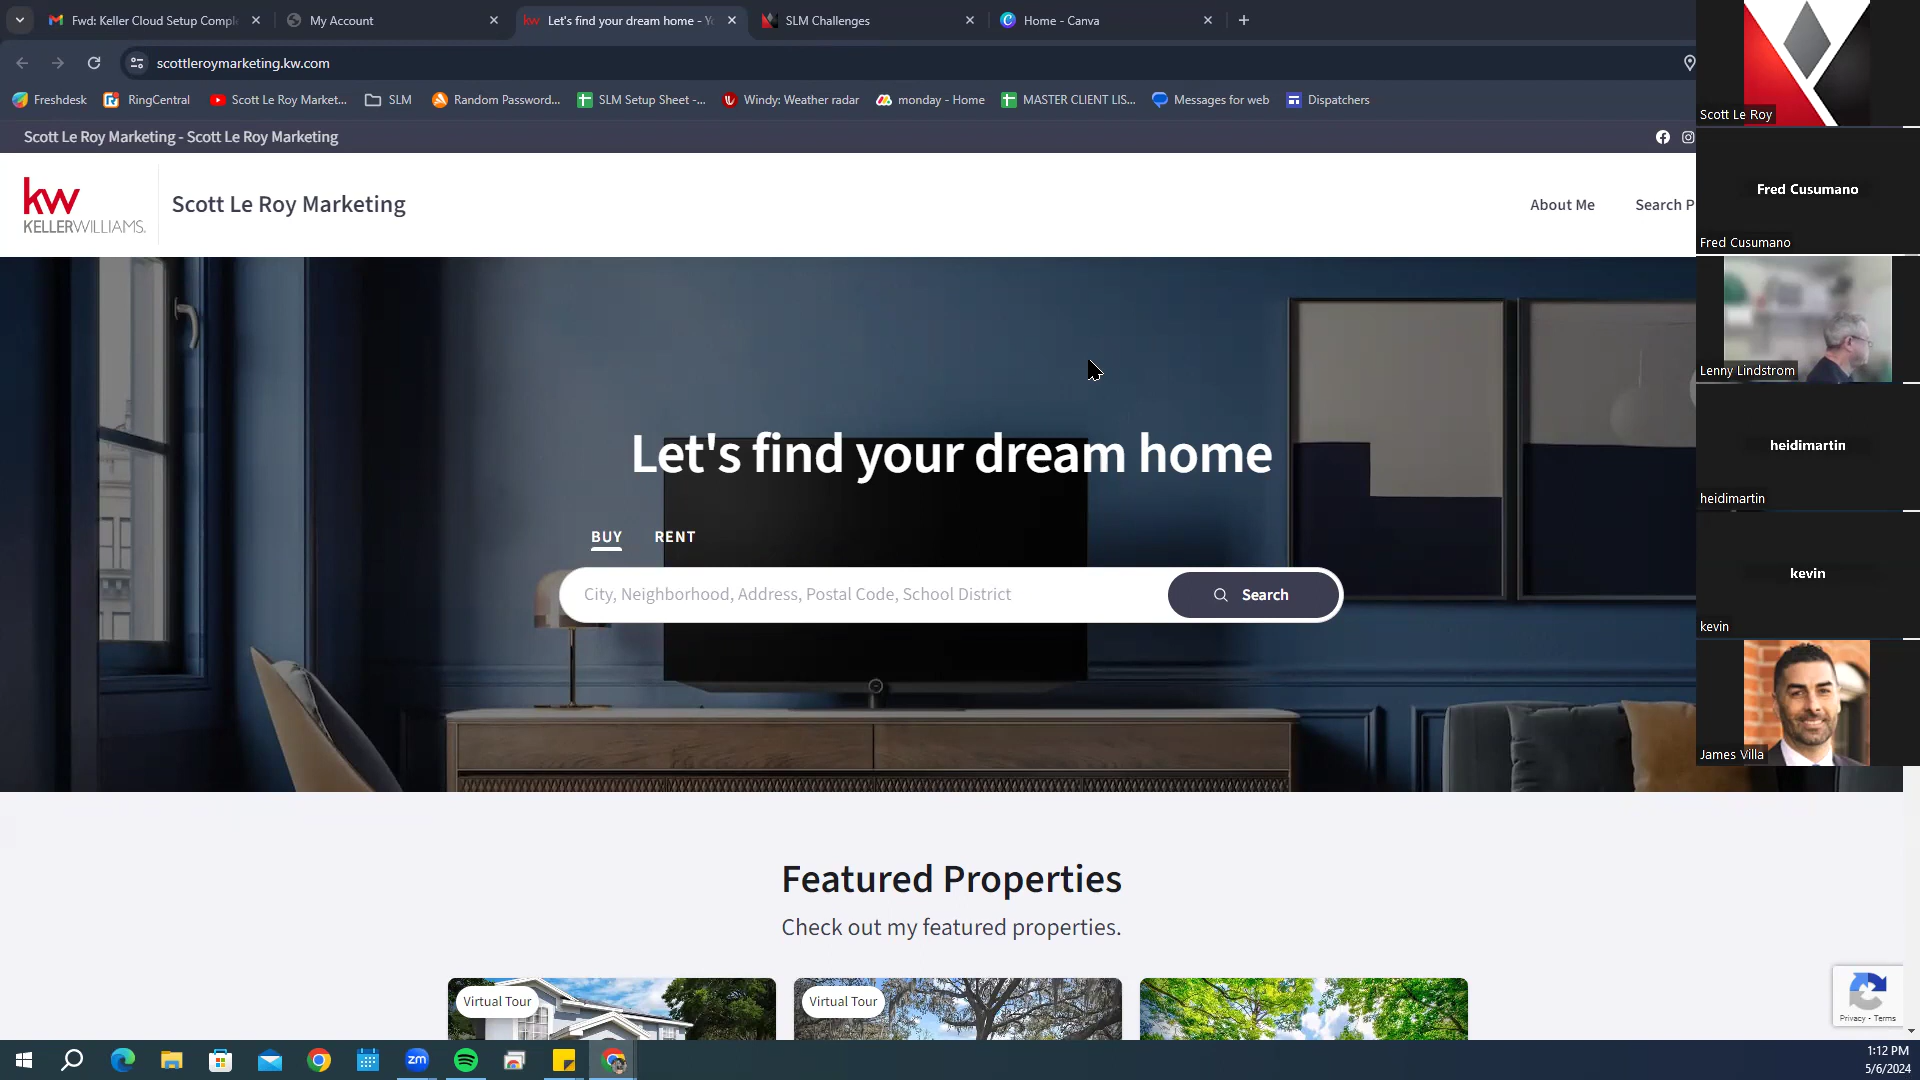 Fwd: Keller Cloud Setup Compl
My Account
Let's find your dream home - Y
SLM Challenges
Home - Canva
scottleroymarketing.kw.com
Freshdesk
RingCentral
Scott Le Roy Market...
SLM
Random Password...
SLM Setup Sheet -...
Windy: Weather radar
monday - Home
MASTER CLIENT LIS...
Messages for web
Dispatchers
Scott Le Roy Marketing - Scott Le Roy Marketing
kw
KELLERWILLIAMS.
Scott Le Roy Marketing
About Me
Search P
Let's find your dream home
BUY
RENT
City, Neighborhood, Address, Postal Code, School District
Search
Featured Properties
Check out my featured properties.
Virtual Tour
Virtual Tour
Privacy - Terms
Scott Le Roy
Fred Cusumano
Fred Cusumano
Lenny Lindstrom
heidimartin
heidimartin
kevin
kevin
James Villa
zm
1:12 PM
5/6/2024